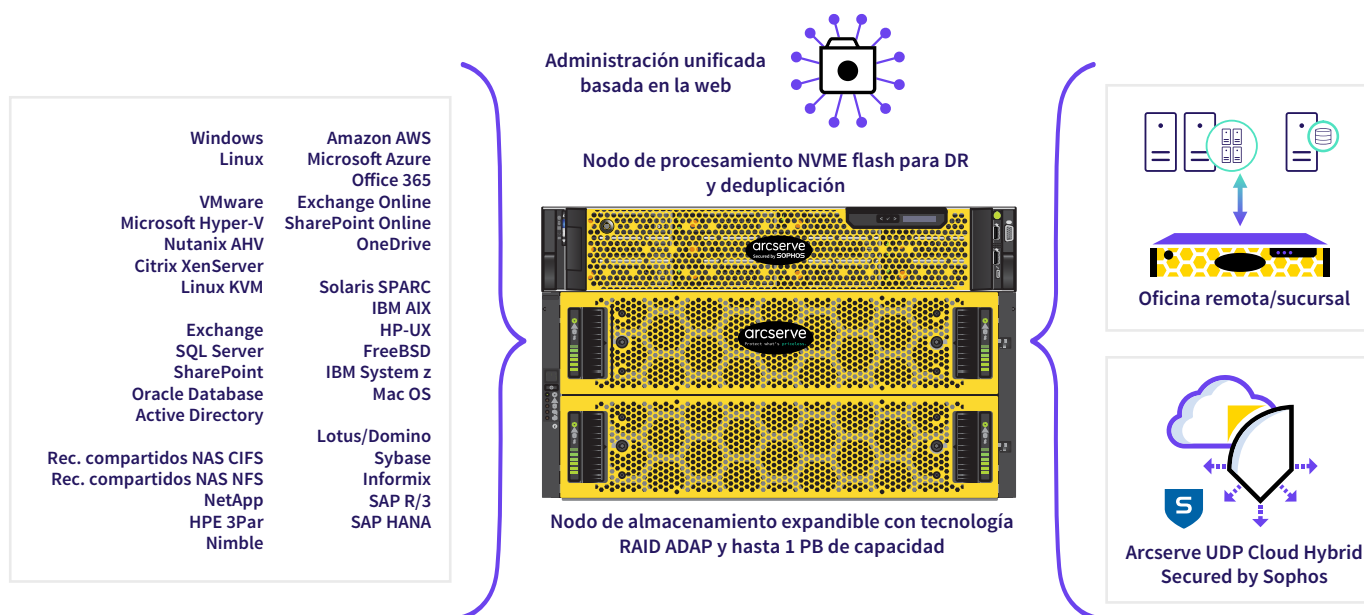 Administración unificada
basada en la web
Windows
Linux
VMware
Microsoft Hyper-V
Nutanix AHV
Citrix XenServer
Linux KVM
Exchange
SQL Server
SharePoint
Oracle Database
Active Directory
Rec. compartidos NAS CIFS
Rec. compartidos NAS NFS
NetApp
HPE 3Par
Nimble
Amazon AWS
Microsoft Azure
Office 365
Exchange Online
SharePoint Online
OneDrive
Solaris SPARC
IBM AIX
HP-UX
FreeBSD
IBM System z
Mac OS
Lotus/Domino
Sybase
Informix
SAP R/3
SAP HANA
Nodo de procesamiento NVME flash para DR
y deduplicación
arcserve
Secured by SOPHOS
arcserve
Protect what's priceless.
Nodo de almacenamiento expandible con tecnología
RAID ADAP y hasta 1 PB de capacidad
Oficina remota/sucursal
S
Arcserve UDP Cloud Hybrid
Secured by Sophos